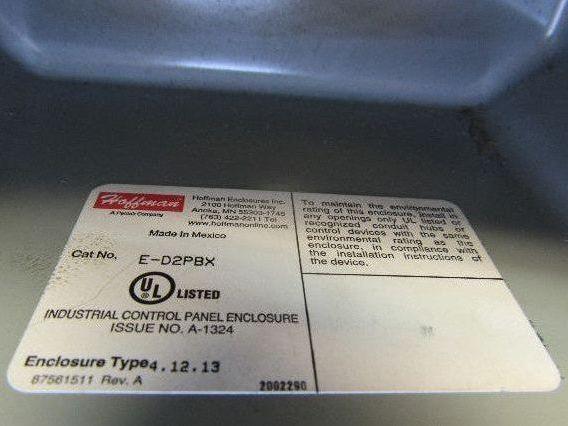 Hoffman
A Pentair Company
Hoffman Enclosures Inc.
2100 Hoffman Way
Anoka, MN 55303-1745
(763) 422-2211 Tel
www.hoffmanonline.com
Made in Mexico
Cat No. E-D2PBX
UL LISTED
INDUSTRIAL CONTROL PANEL ENCLOSURE
ISSUE NO. A-1324
Enclosure Type 4.12.13
87561511 Rev. A
2002290
To maintain the environmental
rating of this enclosure, install in
any openings only UL listed or
recognized conduit hubs or
control devices with the same
environmental rating as the
enclosure, in compliance with
the installation instructions of
the device.